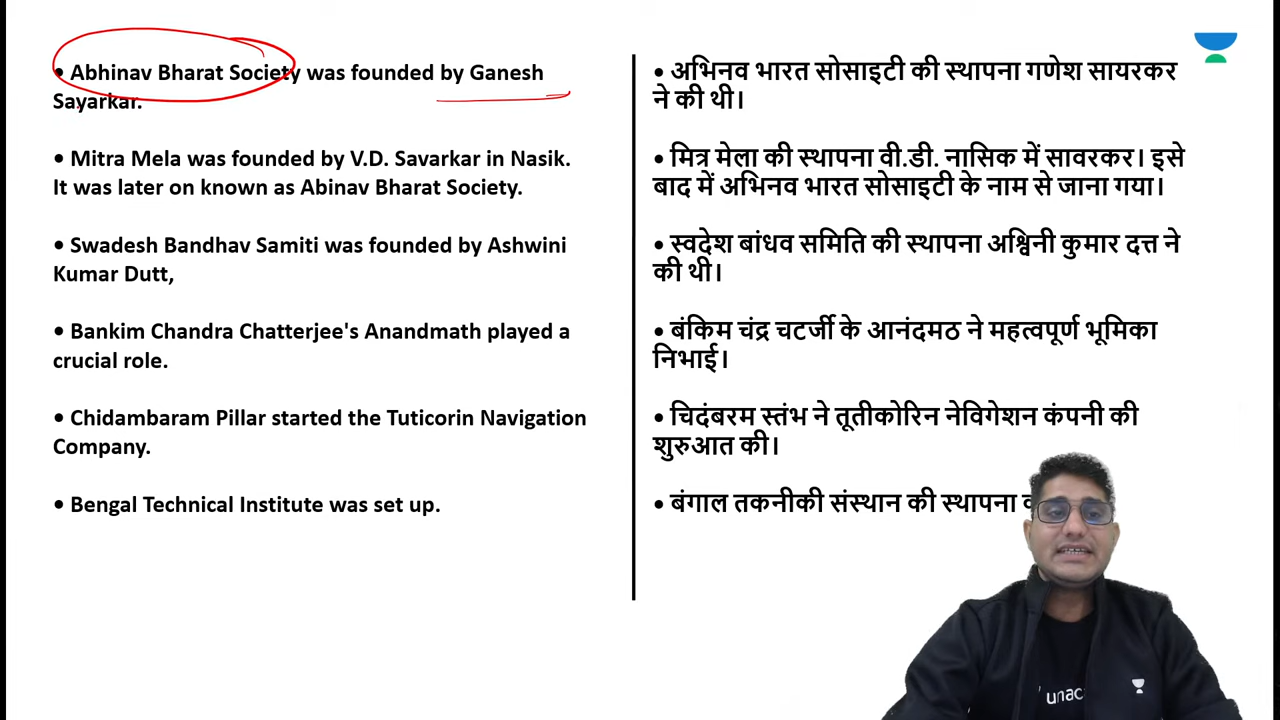 • Abhinav Bharat Society was founded by Ganesh
Sayarkar.
• Mitra Mela was founded by V.D. Savarkar in Nasik.
It was later on known as Abinav Bharat Society.
• Swadesh Bandhav Samiti was founded by Ashwini
Kumar Dutt,
• Bankim Chandra Chatterjee's Anandmath played a
crucial role.
• Chidambaram Pillar started the Tuticorin Navigation
Company.
• Bengal Technical Institute was set up.
• अभिनव भारत सोसाइटी की स्थापना गणेश सायरकर
ने की थी।
• मित्र मेला की स्थापना वी.डी. नासिक में सावरकर। इसे
बाद में अभिनव भारत सोसाइटी के नाम से जाना गया।
• स्वदेश बांधव समिति की स्थापना अश्विनी कुमार दत्त ने
की थी।
• बंकिम चंद्र चटर्जी के आनंदमठ ने महत्वपूर्ण भूमिका
निभाई।
• चिदंबरम स्तंभ ने तूतीकोरिन नेविगेशन कंपनी की
शुरुआत की।
• बंगाल तकनीकी संस्थान की स्थापना